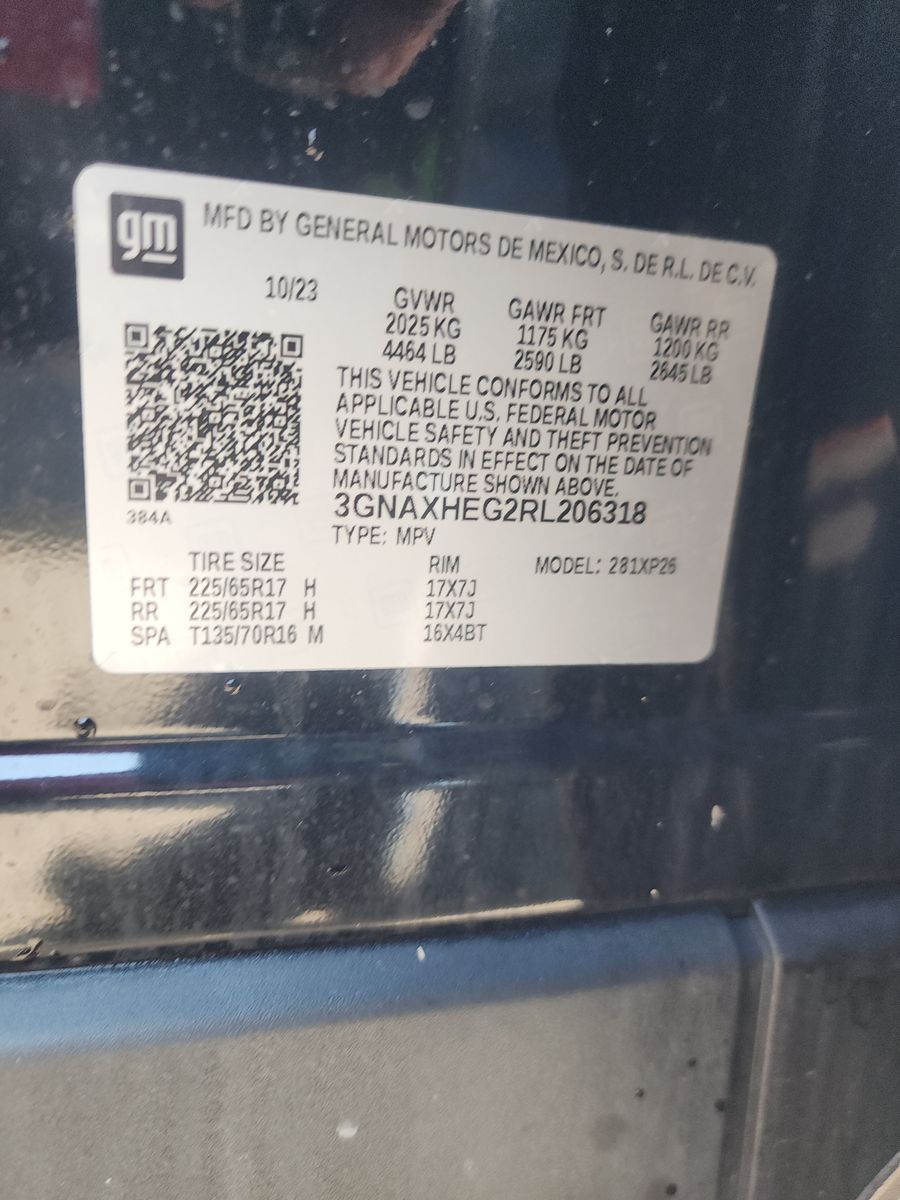 gm
MFD BY GENERAL MOTORS DE MEXICO, S. DE R.L. DE C.V.
10/23 GVWR GAWR FRT GAWR RR
2025 KG 1175 KG 1200 KG
4464 LB 2590 LB 2645 LB
THIS VEHICLE CONFORMS TO ALL
APPLICABLE U.S. FEDERAL MOTOR
VEHICLE SAFETY AND THEFT PREVENTION
STANDARDS IN EFFECT ON THE DATE OF
MANUFACTURE SHOWN ABOVE.
3GNAXHEG2RL206318
384A
TYPE: MPV
TIRE SIZE RIM MODEL: 281XP26
FRT 225/65R17 H 17X7J
RR 225/65R17 H 17X7J
SPA T135/70R16 M 16X4BT